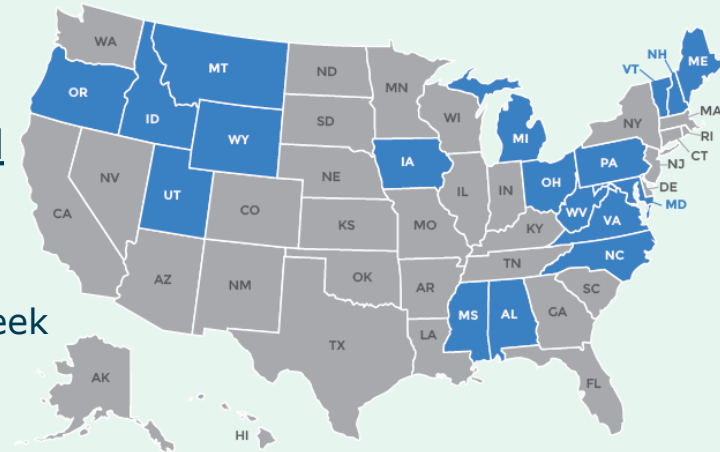 WA
MT
ND
MN
OR
ID
SD
WI
WY
MI
NH
VT
ME
NY
MA
RI
CT
NJ
PA
DE
MD
IA
NE
NV
UT
CO
IL
IN
OH
WV
VA
CA
KS
MO
KY
NC
AZ
NM
OK
AR
TN
SC
MS
AL
GA
LA
TX
FL
eek
AK
HI